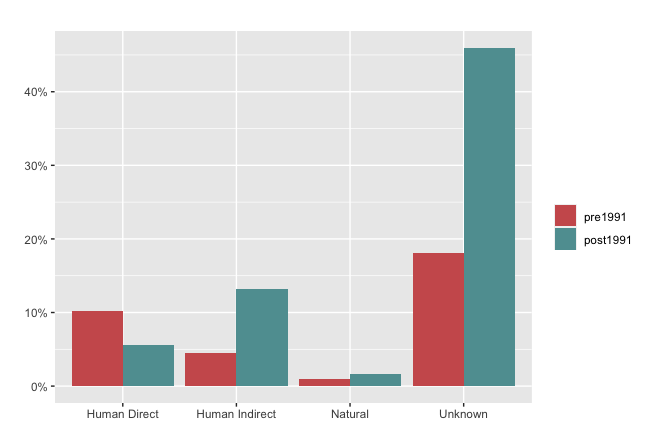 40%
30%
20%
10%
0%
Human Direct
Human Indirect
Natural
Unknown
pre1991
post1991